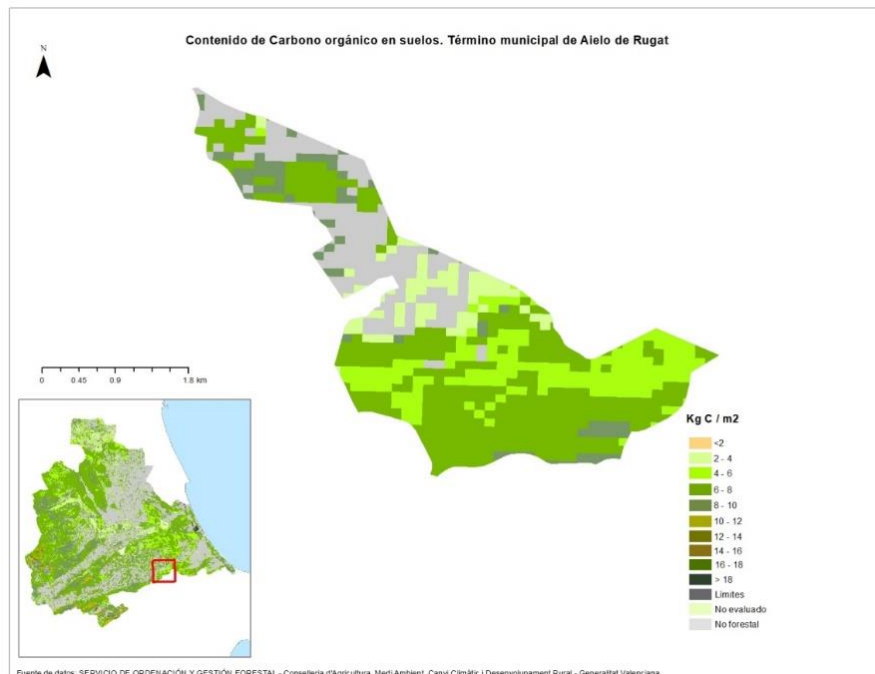 Contenido de Carbono orgánico en suelos. Término municipal de Aielo de Rugat
N
0 0.45 0.9 1.8 km
Kg C / m2
<2
2 - 4
4 - 6
6 - 8
8 - 10
10 - 12
12 - 14
14 - 16
16 - 18
> 18
Limites
No evaluado
No forestal
Fuente de datos: SERVICIO DE ORDENACIÓN Y GESTIÓN FORESTAL - Conselleria d'Agricultura, Medi Ambient, Canvi Climàtic i Desenvolupament Rural - Generalitat Valenciana